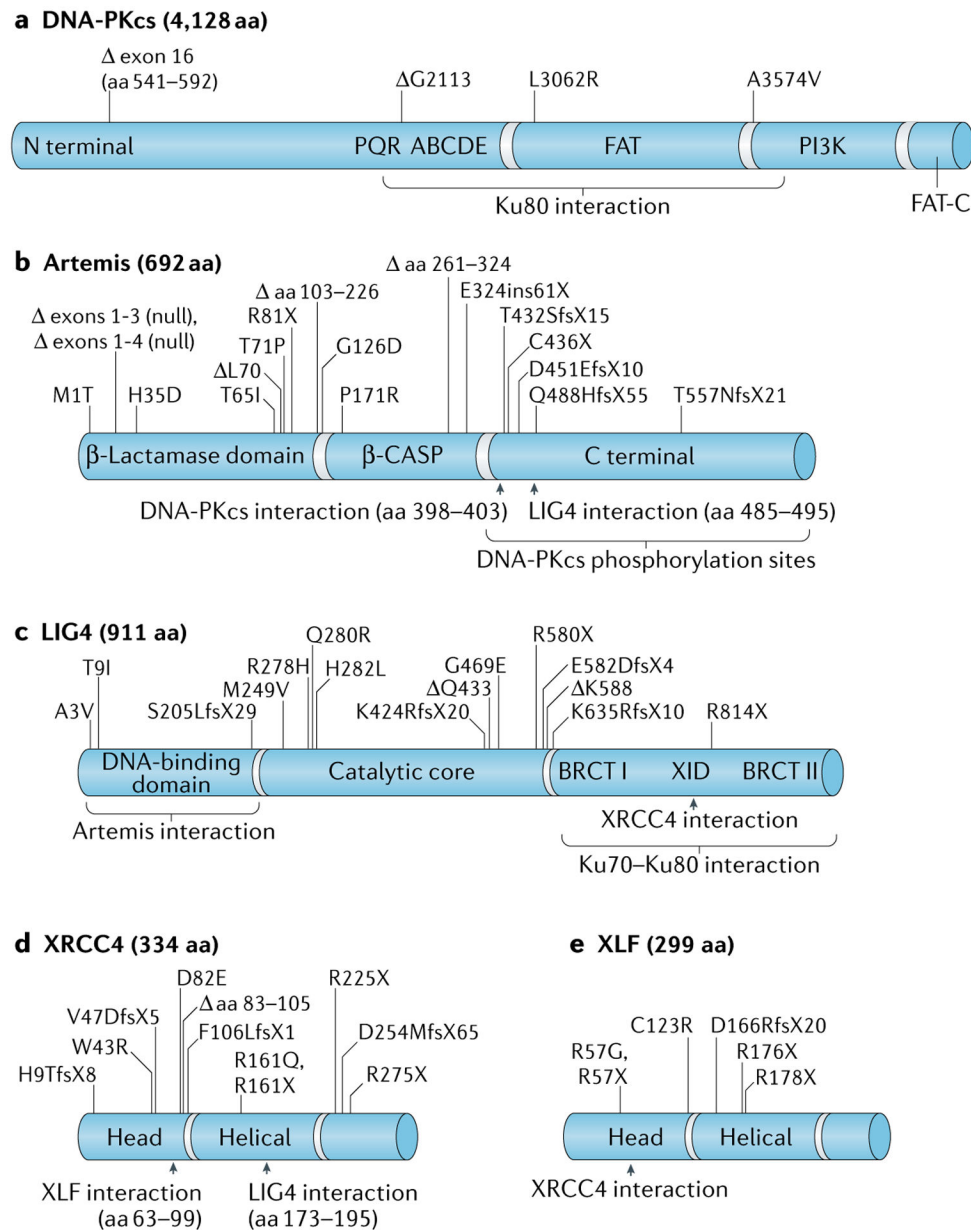 a DNA-PKcs (4,128 aa)
Δ exon 16
(aa 541–592)
ΔG2113
L3062R
A3574V
N terminal
PQR ABCDE
FAT
PI3K
Ku80 interaction
FAT-C
b Artemis (692 aa)
Δ aa 261–324
Δ aa 103–226
E324ins61X
Δ exons 1-3 (null),
Δ exons 1-4 (null)
R81X
T432SfsX15
T71P
G126D
C436X
ΔL70
D451EfsX10
M1T
H35D
T65I
P171R
Q488HfsX55
T557NfsX21
β-Lactamase domain
β-CASP
C terminal
DNA-PKcs interaction (aa 398–403)
LIG4 interaction (aa 485–495)
DNA-PKcs phosphorylation sites
c LIG4 (911 aa)
Q280R
R580X
T9I
R278H
H282L
G469E
E582DfsX4
M249V
ΔQ433
ΔK588
A3V
S205LfsX29
K424RfsX20
K635RfsX10
R814X
DNA-binding
domain
Catalytic core
BRCT I
XID
BRCT II
Artemis interaction
XRCC4 interaction
Ku70–Ku80 interaction
d XRCC4 (334 aa)
D82E
R225X
Δ aa 83–105
V47DfsX5
F106LfsX1
D254MfsX65
W43R
R161Q,
R161X
H9TfsX8
R275X
Head
Helical
XLF interaction
(aa 63–99)
LIG4 interaction
(aa 173–195)
e XLF (299 aa)
C123R
D166RfsX20
R57G,
R57X
R176X
R178X
Head
Helical
XRCC4 interaction